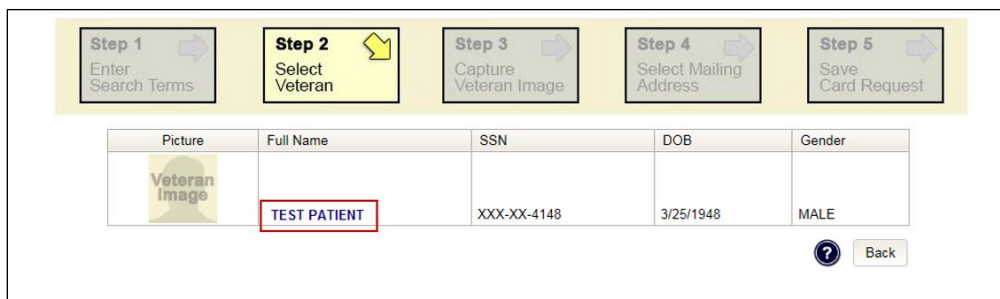 Step 1
Enter
Search Terms
Step 2
Select
Veteran
Step 3
Capture
Veteran Image
Step 4
Select Mailing
Address
Step 5
Save
Card Request
Picture Full Name SSN DOB Gender
Veteran
Image
TEST PATIENT XXX-XX-4148 3/25/1948 MALE
? Back